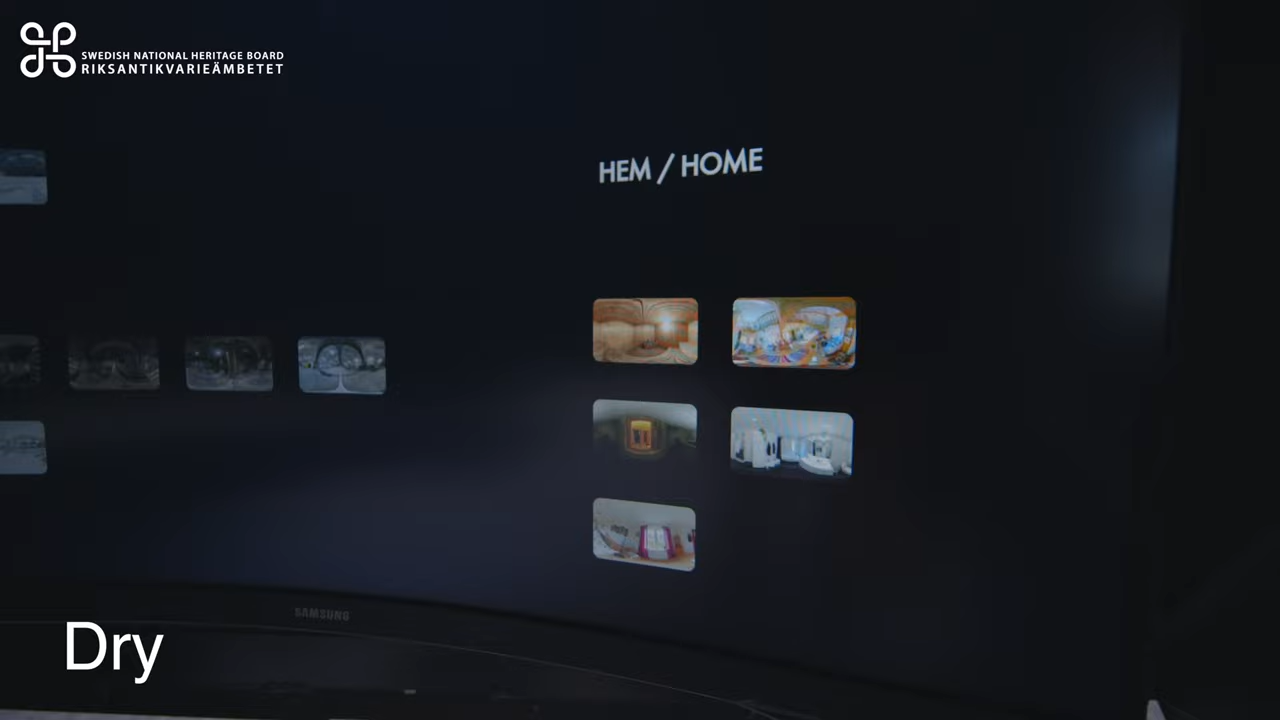 SWEDISH NATIONAL HERITAGE BOARD
RIKSANTIKVARIEÄMBETET
HEM / HOME
SAMSUNG
Dry